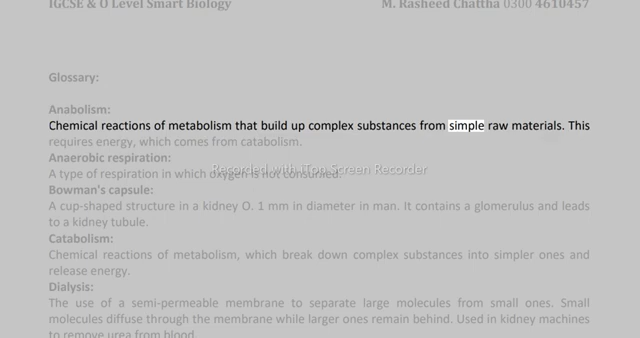 IGCSE & O Level Smart Biology
M. Rasheed Chattha 0300 4610457
Glossary:
Anabolism:
Chemical reactions of metabolism that build up complex substances from simple raw materials. This
requires energy, which comes from catabolism.
Anaerobic respiration:
Recorded with iTop Screen Recorder
A type of respiration in which oxygen is not consumed.
Bowman's capsule:
A cup-shaped structure in a kidney O. 1 mm in diameter in man. It contains a glomerulus and leads
to a kidney tubule.
Catabolism:
Chemical reactions of metabolism, which break down complex substances into simpler ones and
release energy.
Dialysis:
The use of a semi-permeable membrane to separate large molecules from small ones. Small
molecules diffuse through the membrane while larger ones remain behind. Used in kidney machines
to remove urea from blood.